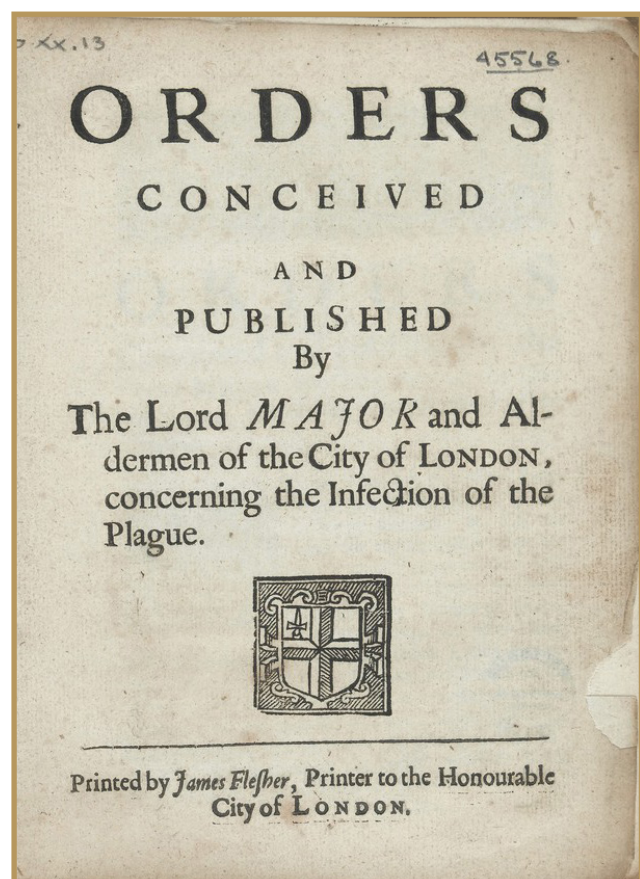 xx.13
45568.
ORDERS
CONCEIVED
AND
PUBLISHED
By
The Lord MAJOR and Al-
dermen of the City of LONDON,
concerning the Infection of the
Plague.
Printed by James Flesher, Printer to the Honourable
City of LONDON.